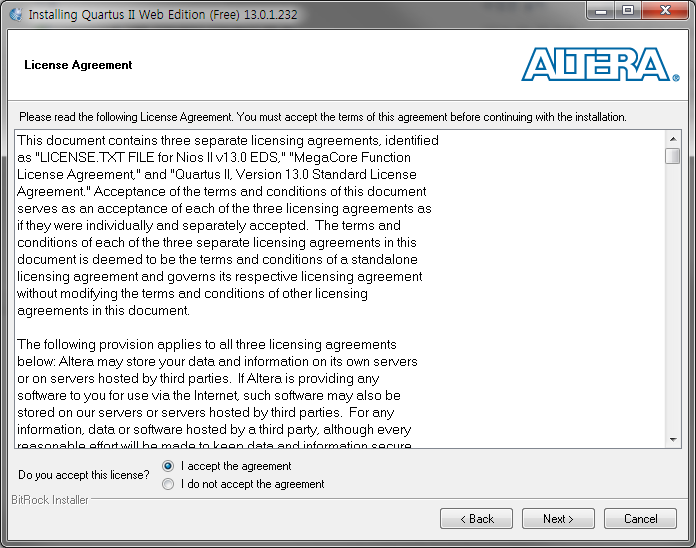 Installing Quartus II Web Edition (Free) 13.0.1.232
License Agreement
ALTERA®
Please read the following License Agreement. You must accept the terms of this agreement before continuing with the installation.
This document contains three separate licensing agreements, identified
as "LICENSE.TXT FILE for Nios II v13.0 EDS," "MegaCore Function
License Agreement," and "Quartus II, Version 13.0 Standard License
Agreement." Acceptance of the terms and conditions of this document
serves as an acceptance of each of the three licensing agreements as
if they were individually and separately accepted.  The terms and
conditions of each of the three separate licensing agreements in this
document is deemed to be the terms and conditions of a standalone
licensing agreement and governs its respective licensing agreement
without modifying the terms and conditions of other licensing
agreements in this document.
The following provision applies to all three licensing agreements
below: Altera may store your data and information on its own servers
or on servers hosted by third parties.  If Altera is providing any
software to you for use via the Internet, such software may also be
stored on our servers or servers hosted by third parties.  For any
information, data or software hosted by a third party, although every
reasonable effort will be made to keep data and information secure
Do you accept this license?
I accept the agreement
I do not accept the agreement
BitRock Installer
< Back
Next >
Cancel